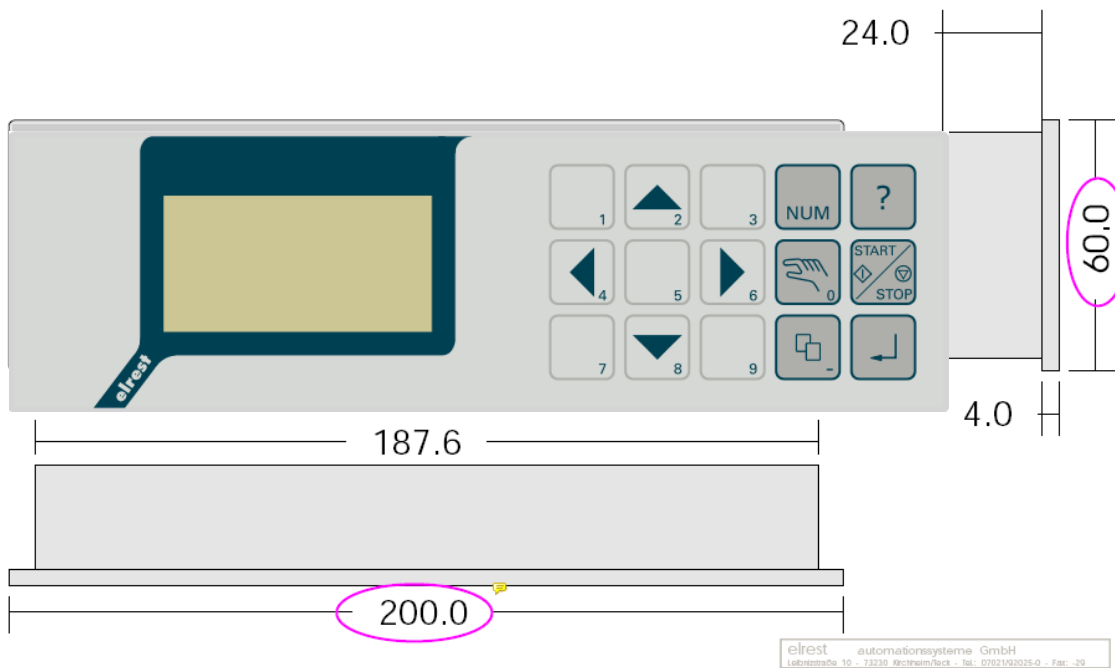 24.0
60.0
1
2
3
NUM
?
4
5
6
0
START
STOP
7
8
9
-
elrest
4.0
187.6
200.0
elrest automationssysteme GmbH
Leibnizstraße 10 - 73230 Kirchheim/Teck - Tel.: 07021/92025-0 - Fax: -29